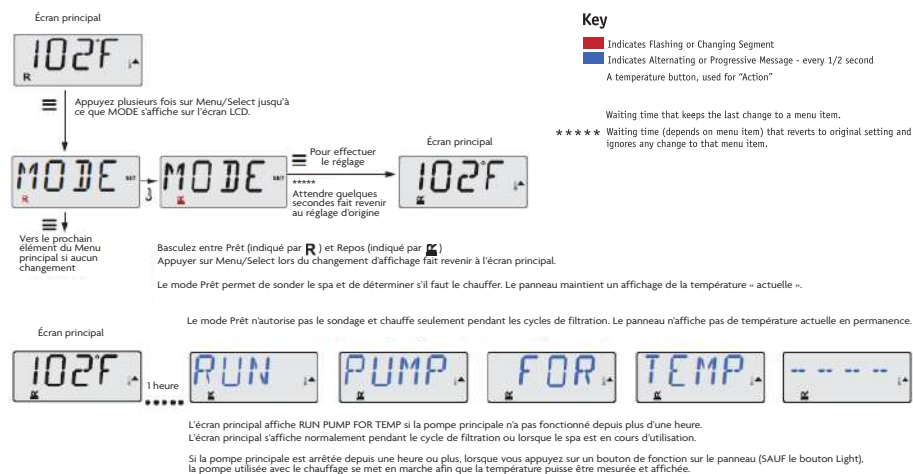 Écran principal
102°F
R
Appuyez plusieurs fois sur Menu/Select jusqu'à
ce que MODE s'affiche sur l'écran LCD.
Key
Indicates Flashing or Changing Segment
Indicates Alternating or Progressive Message - every 1/2 second
A temperature button, used for "Action"
Waiting time that keeps the last change to a menu item.
***** Waiting time (depends on menu item) that reverts to original setting and
ignores any change to that menu item.
MODE SET
R
MODE SET
R
Pour effectuer
le réglage
*****
Attendre quelques
secondes fait revenir
au réglage d'origine
Écran principal
102°F
R
Vers le prochain
élément du Menu
principal si aucun
changement
Basculez entre Prêt (indiqué par R ) et Repos (indiqué par R )
Appuyer sur Menu/Select lors du changement d'affichage fait revenir à l'écran principal.
Le mode Prêt permet de sonder le spa et de déterminer s'il faut le chauffer. Le panneau maintient un affichage de la température « actuelle ».
Le mode Prêt n'autorise pas le sondage et chauffe seulement pendant les cycles de filtration. Le panneau n'affiche pas de température actuelle en permanence.
Écran principal
102°F
R
1 heure
RUN
R
PUMP
R
FOR
R
TEMP
R
- - - -
R
L'écran principal affiche RUN PUMP FOR TEMP si la pompe principale n'a pas fonctionné depuis plus d'une heure.
L'écran principal s'affiche normalement pendant le cycle de filtration ou lorsque le spa est en cours d'utilisation.
Si la pompe principale est arrêtée depuis une heure ou plus, lorsque vous appuyez sur un bouton de fonction sur le panneau (SAUF le bouton Light),
la pompe utilisée avec le chauffage se met en marche afin que la température puisse être mesurée et affichée.